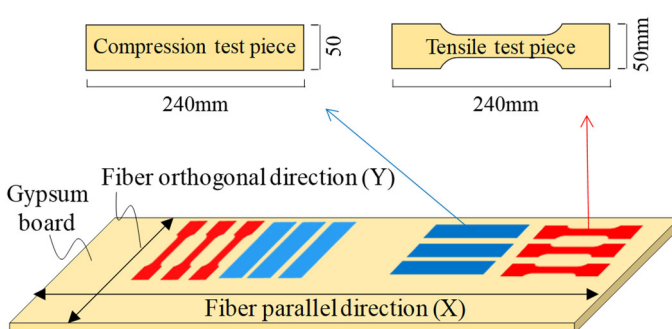 Compression test piece
50
240mm
Tensile test piece
50mm
240mm
Fiber orthogonal direction (Y)
Gypsum
board
Fiber parallel direction (X)